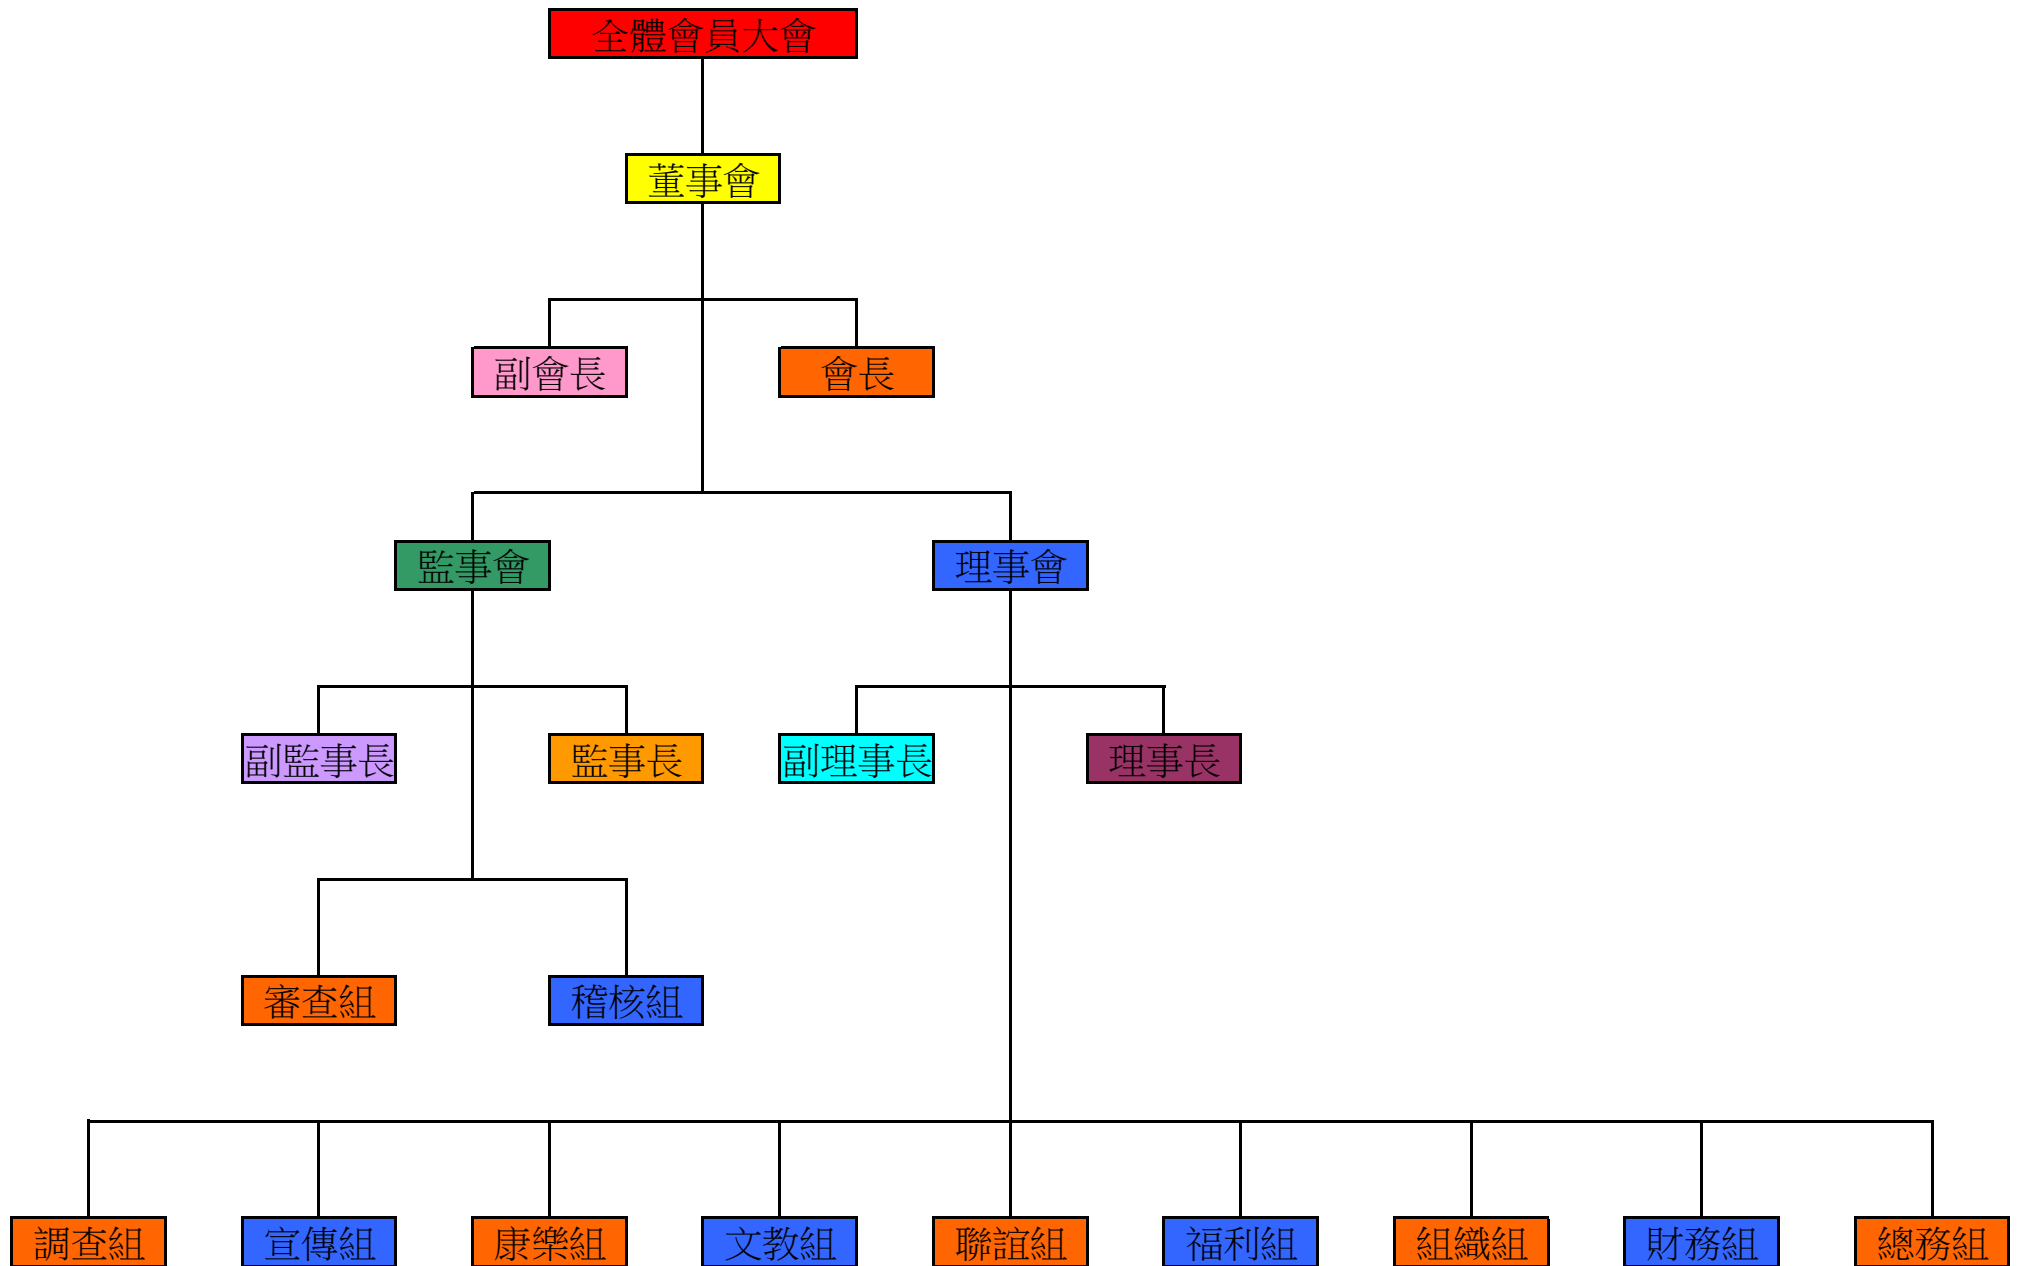 全體會員大會
董事會
副會長
會長
監事會
理事會
副監事長
監事長
副理事長
理事長
審查組
稽核組
調查組
宣傳組
康樂組
文教組
聯誼組
福利組
組織組
財務組
總務組